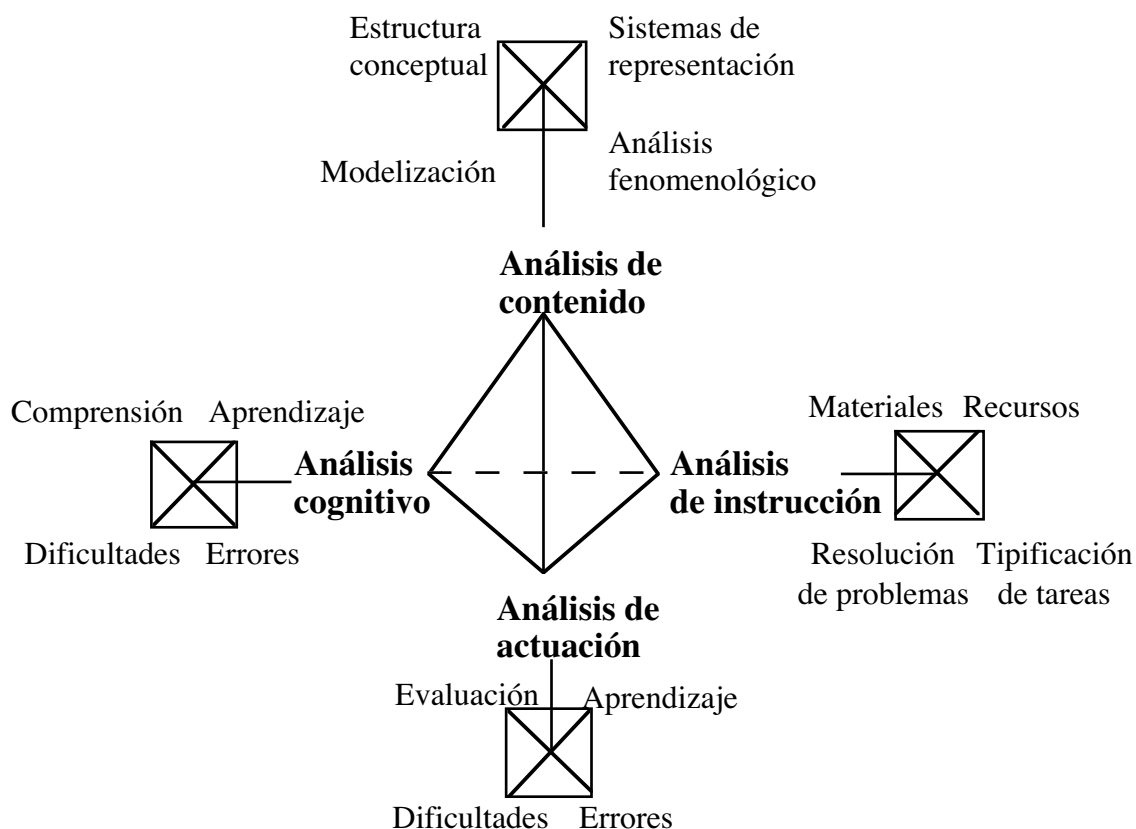 Estructura
conceptual
Sistemas de
representación
Modelización
Análisis
fenomenológico
Análisis de
contenido
Comprensión Aprendizaje
Dificultades Errores
Análisis
cognitivo
Análisis
de instrucción
Materiales Recursos
Resolución
de problemas
Tipificación
de tareas
Análisis de
actuación
Evaluación Aprendizaje
Dificultades Errores